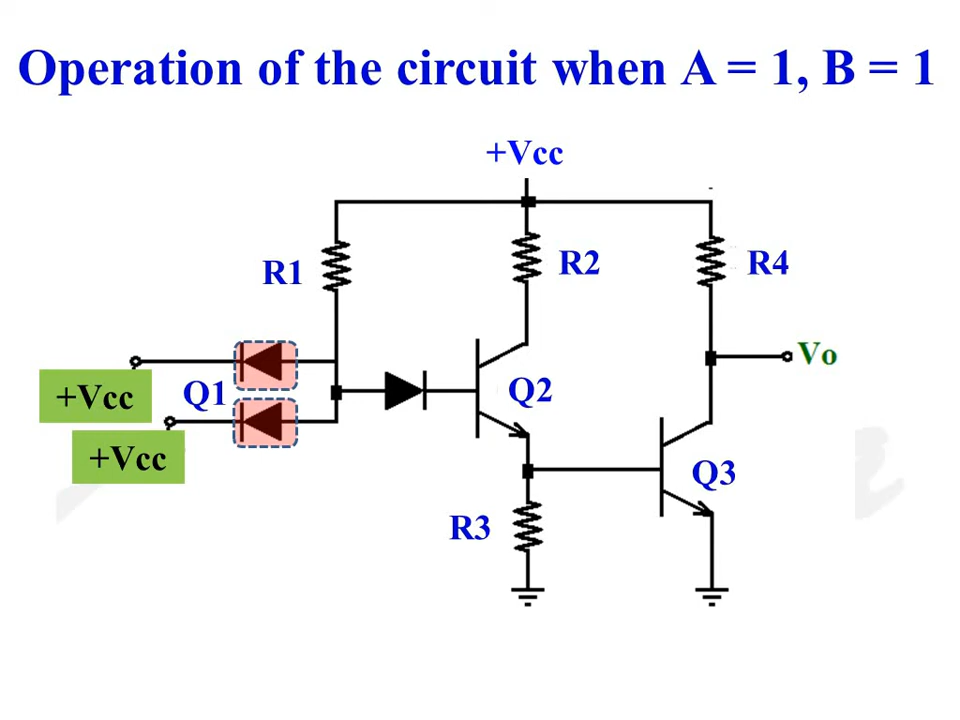 Operation of the circuit when A = 1, B = 1
+Vcc
R1
R2
R4
Vo
+Vcc
Q1
Q2
+Vcc
Q3
R3